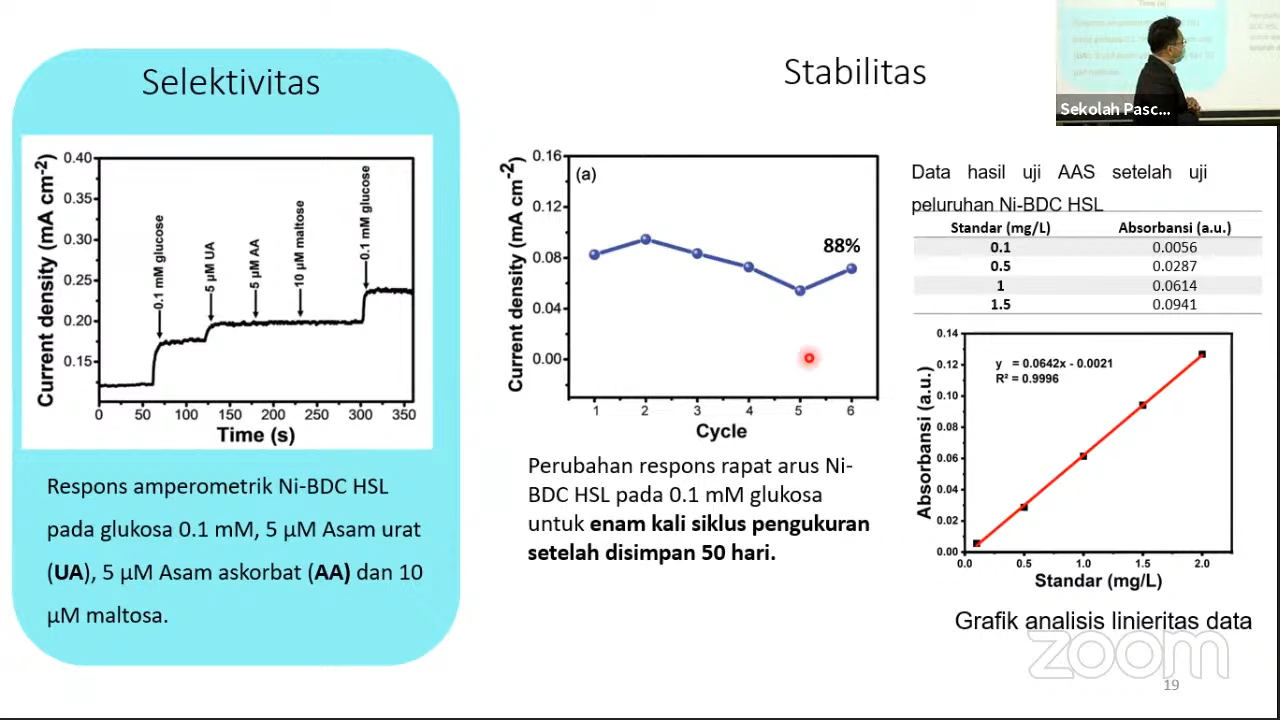 Selektivitas
0.40
0.35
0.30
0.25
0.20
0.15
Current density (mA cm-2)
0.1 mM glucose
5 µM UA
5 µM AA
10 µM maltose
0.1 mM glucose
0 50 100 150 200 250 300 350
Time (s)
Respons amperometrik Ni-BDC HSL
pada glukosa 0.1 mM, 5 µM Asam urat
(UA), 5 µM Asam askorbat (AA) dan 10
µM maltosa.
Stabilitas
0.16
0.12
0.08
0.04
0.00
Current density (mA cm-2)
(a)
88%
1 2 3 4 5 6
Cycle
Perubahan respons rapat arus Ni-
BDC HSL pada 0.1 mM glukosa
untuk enam kali siklus pengukuran
setelah disimpan 50 hari.
Sekolah Pasc...
Data hasil uji AAS setelah uji
peluruhan Ni-BDC HSL
Standar (mg/L) Absorbansi (a.u.)
0.1 0.0056
0.5 0.0287
1 0.0614
1.5 0.0941
0.14
0.12
0.10
0.08
0.06
0.04
0.02
0.00
Absorbansi (a.u.)
y = 0.0642x - 0.0021
R² = 0.9996
0.0 0.5 1.0 1.5 2.0
Standar (mg/L)
Grafik analisis linieritas data
zoom
19